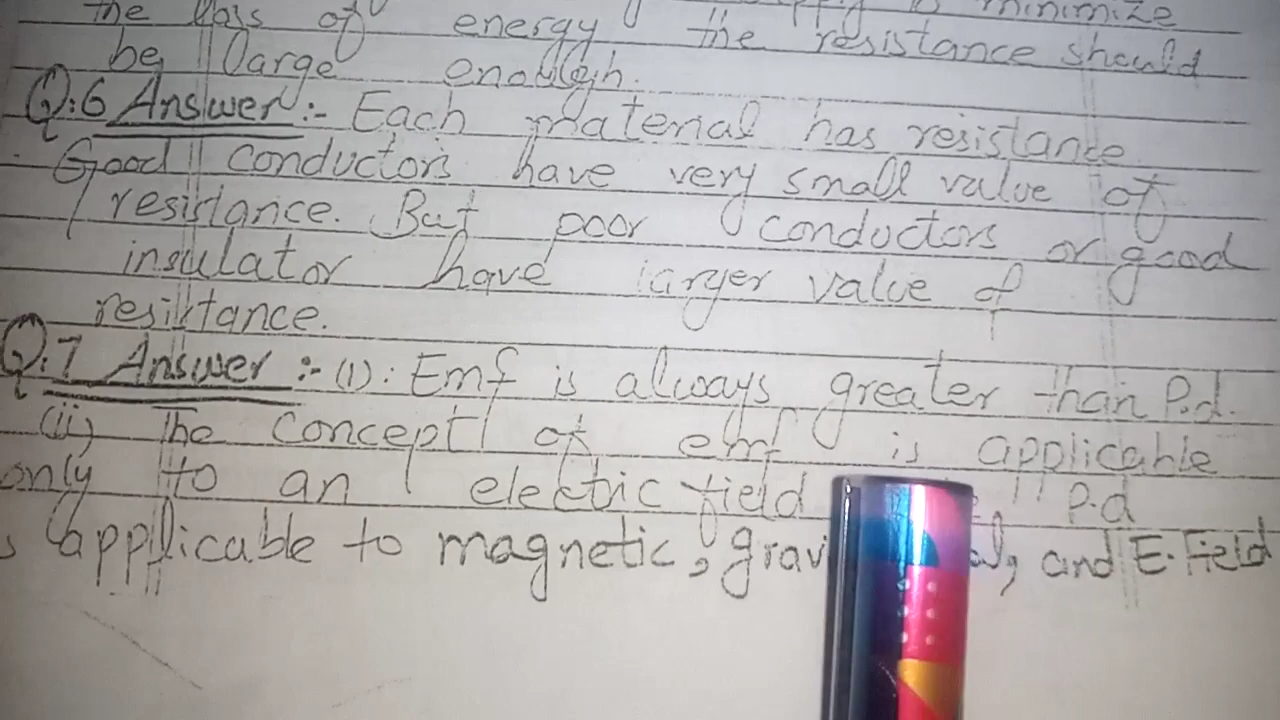 the loss of energy minimize
the resistance should
be large enough.
Q:6 Answer:- Each material has resistance
Good conductors have very small value of
resistance. But poor conductors or good
insulator have larger value of
resistance.
Q.7 Answer:- (1): Emf is always greater than P.d.
(ii) The concept of emf is applicable
only to an electric field P.d
applicable to magnetic, and E.Field